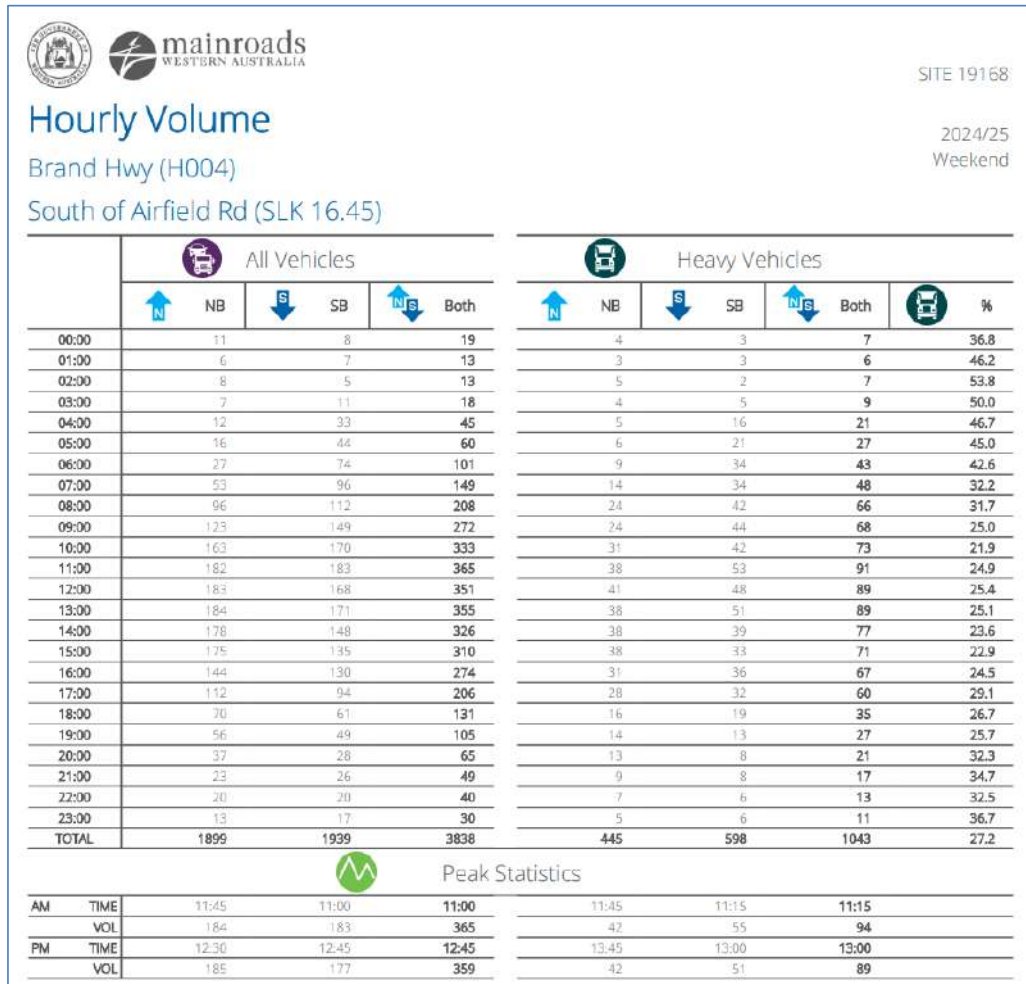 THE GOVERNMENT OF
WESTERN AUSTRALIA
mainroads
WESTERN AUSTRALIA
SITE 19168
Hourly Volume
2024/25
Brand Hwy (H004)
Weekend
South of Airfield Rd (SLK 16.45)
All Vehicles Heavy Vehicles
N NB S SB N S Both N NB S SB N S Both %
00:00 11 8 19 4 3 7 36.8
01:00 6 7 13 3 3 6 46.2
02:00 8 5 13 5 2 7 53.8
03:00 7 11 18 4 5 9 50.0
04:00 12 33 45 5 16 21 46.7
05:00 16 44 60 6 21 27 45.0
06:00 27 74 101 9 34 43 42.6
07:00 53 96 149 14 34 48 32.2
08:00 96 112 208 24 42 66 31.7
09:00 123 149 272 24 44 68 25.0
10:00 163 170 333 31 42 73 21.9
11:00 182 183 365 38 53 91 24.9
12:00 183 168 351 41 48 89 25.4
13:00 184 171 355 38 51 89 25.1
14:00 178 148 326 38 39 77 23.6
15:00 175 135 310 38 33 71 22.9
16:00 144 130 274 31 36 67 24.5
17:00 112 94 206 28 32 60 29.1
18:00 70 61 131 16 19 35 26.7
19:00 56 49 105 14 13 27 25.7
20:00 37 28 65 13 8 21 32.3
21:00 23 26 49 9 8 17 34.7
22:00 20 20 40 7 6 13 32.5
23:00 13 17 30 5 6 11 36.7
TOTAL 1899 1939 3838 445 598 1043 27.2
Peak Statistics
AM TIME 11:45 11:00 11:00 11:45 11:15 11:15
VOL 184 183 365 42 55 94
PM TIME 12:30 12:45 12:45 13:45 13:00 13:00
VOL 185 177 359 42 51 89